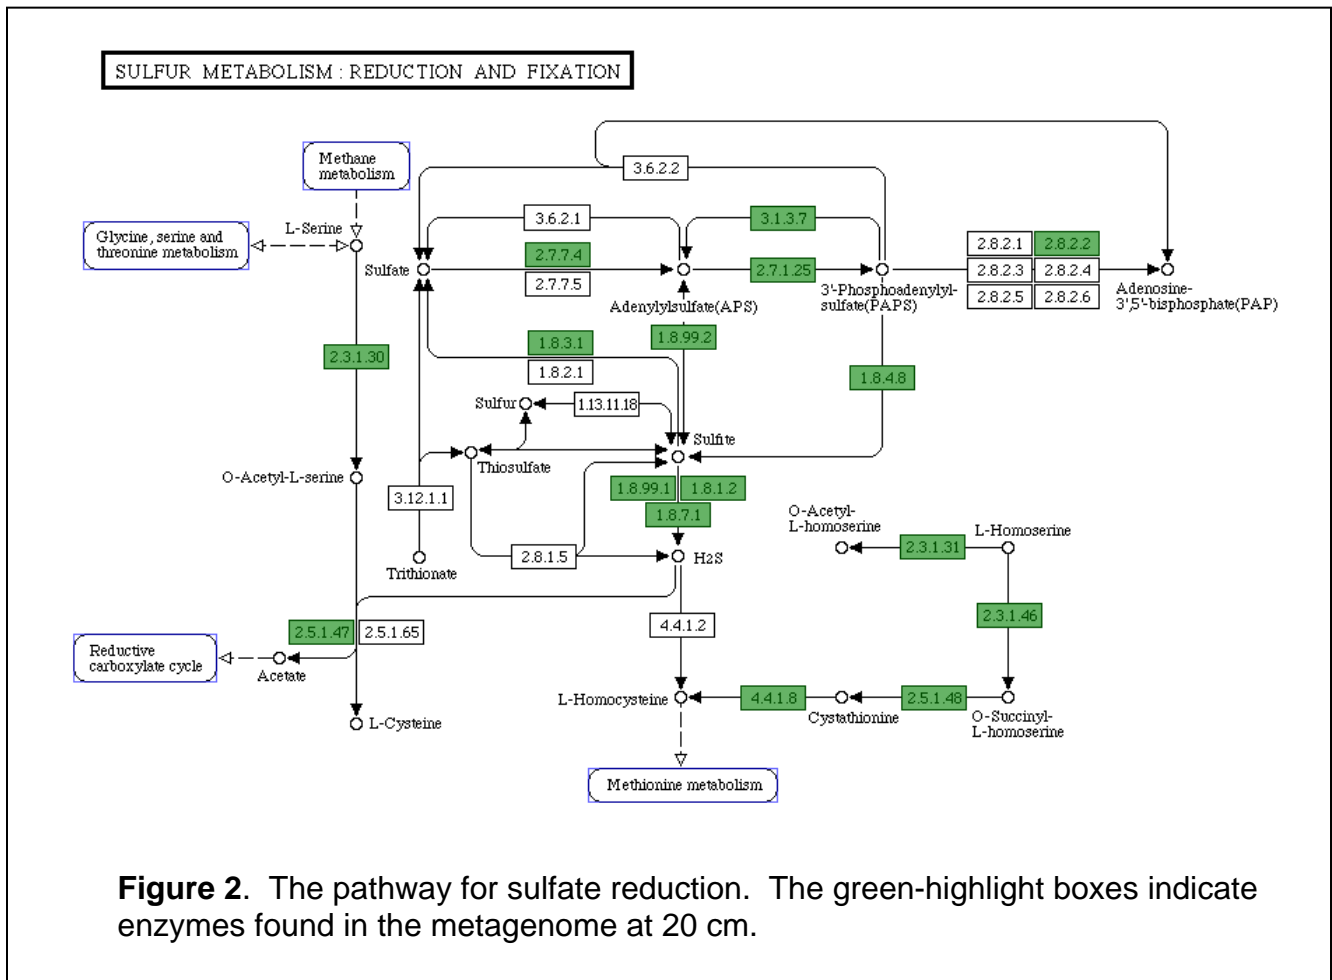 SULFUR METABOLISM : REDUCTION AND FIXATION
Methane
metabolism
3.6.2.2
L-Serine
Glycine, serine and
threonine metabolism
3.6.2.1
3.1.3.7
2.8.2.1
2.8.2.2
Sulfate
2.7.7.4
2.7.1.25
2.8.2.3
2.8.2.4
2.7.7.5
2.8.2.5
2.8.2.6
Adenylylsulfate(APS)
3'-Phosphoadenylyl-
sulfate(PAPS)
Adenosine-
3',5'-bisphosphate(PAP)
2.3.1.30
1.8.3.1
1.8.99.2
1.8.2.1
1.8.4.8
Sulfur
1.13.11.18
Sulfite
Thiosulfate
O-Acetyl-L-serine
3.12.1.1
1.8.99.1
1.8.1.2
1.8.7.1
O-Acetyl-
L-homoserine
L-Homoserine
2.3.1.31
Trithionate
2.8.1.5
H2S
2.5.1.47
2.5.1.65
4.4.1.2
2.3.1.46
Reductive
carboxylate cycle
Acetate
L-Homocysteine
4.4.1.8
Cystathionine
2.5.1.48
O-Succinyl-
L-homoserine
L-Cysteine
Methionine metabolism
Figure 2. The pathway for sulfate reduction. The green-highlight boxes indicate
enzymes found in the metagenome at 20 cm.